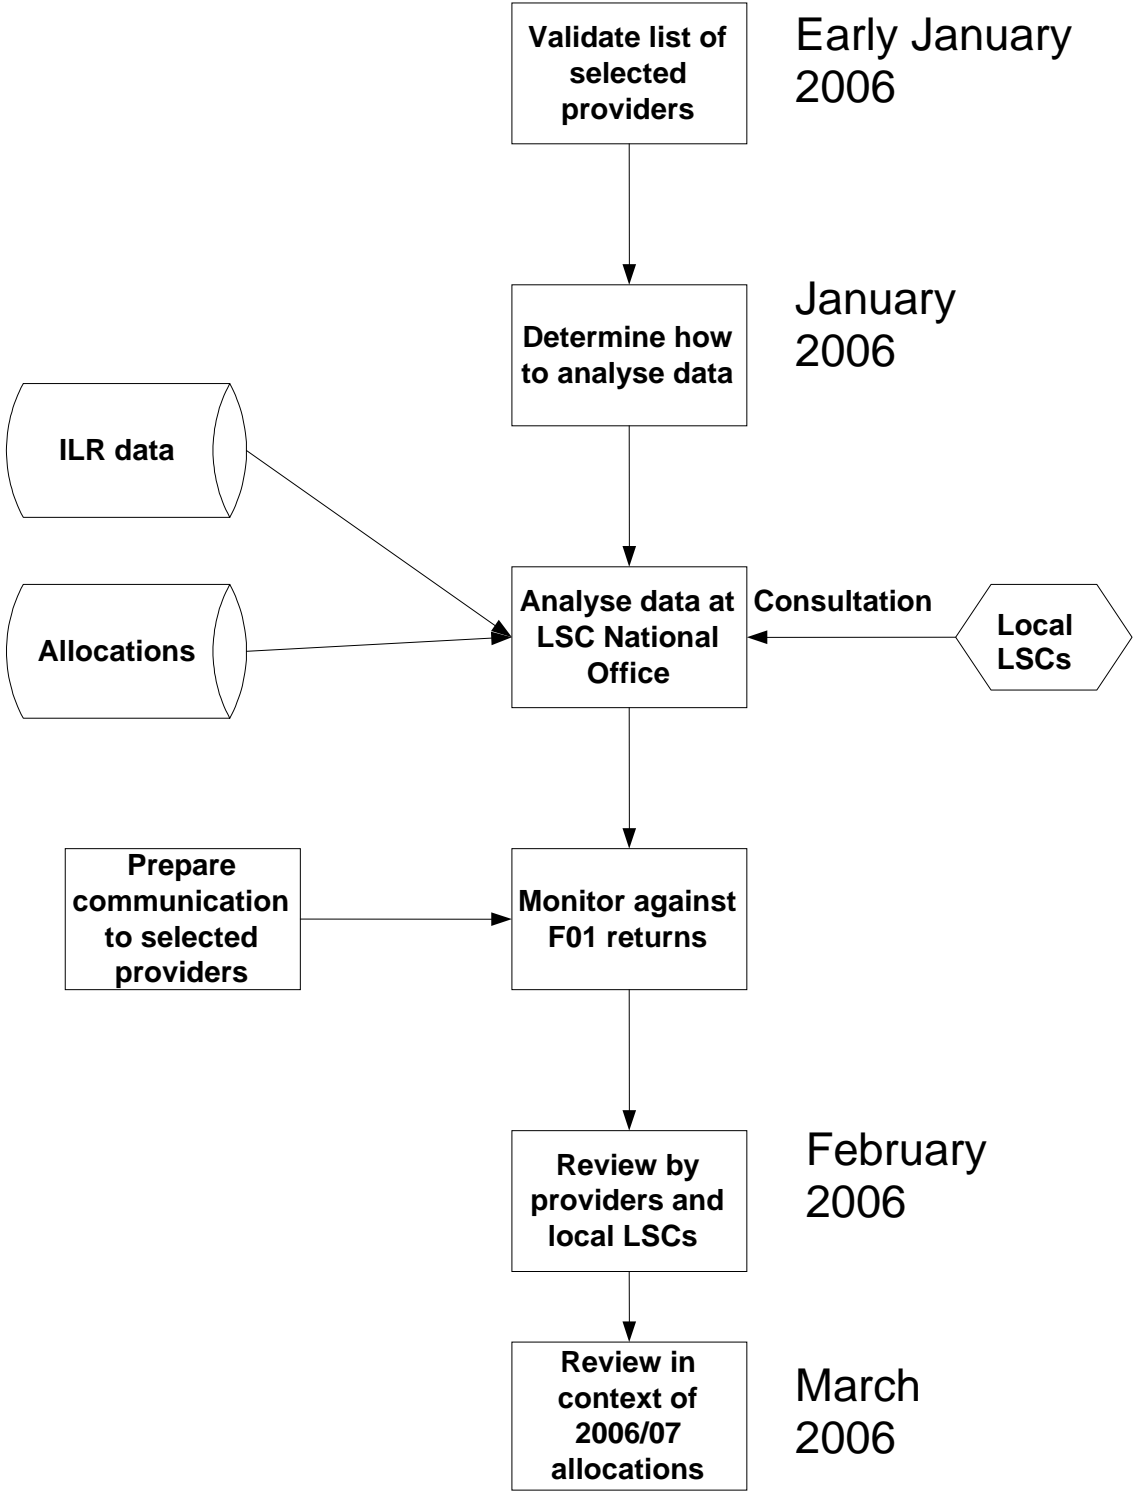 Validate list of
selected
providers
Early January
2006
Determine how
to analyse data
January
2006
ILR data
Allocations
Analyse data at
LSC National
Office
Consultation
Local
LSCs
Prepare
communication
to selected
providers
Monitor against
F01 returns
Review by
providers and
local LSCs
February
2006
Review in
context of
2006/07
allocations
March
2006